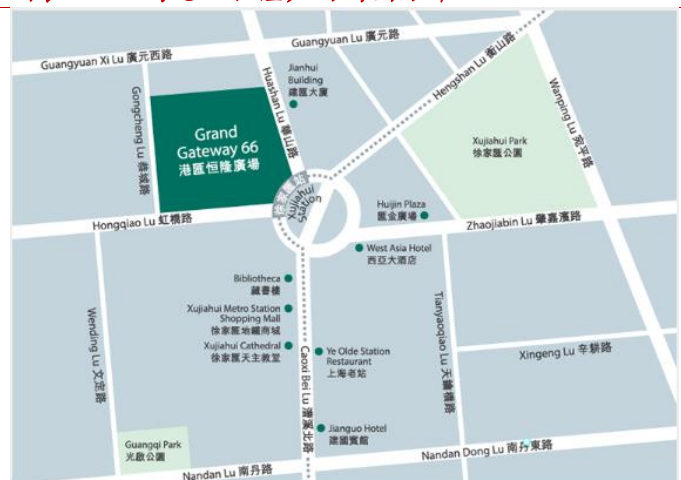 Guangyuan Xi Lu 廣元西路
Guangyuan Lu 廣元路
Jianhui
Building
建匯大廈
Huashan Lu 華山路
Hengshan Lu 衡山路
Gongcheng Lu 恭城路
Wanping Lu 宛平路
Grand
Gateway 66
港匯恒隆廣場
Xujiahui Park
徐家匯公園
徐家匯站
Xujiahui
Station
Huijin Plaza
匯金廣場
Hongqiao Lu 虹橋路
Zhaojiabin Lu 肇嘉濱路
West Asia Hotel
西亞大酒店
Bibliotheca
藏書樓
Xujiahui Metro Station
Shopping Mall
徐家匯地鐵商城
Xujiahui Cathedral
徐家匯天主教堂
Wending Lu 文定路
Caoxi Bei Lu 漕溪北路
Ye Olde Station
Restaurant
上海老站
Tianyaoqiao Lu 天鑰橋路
Xingeng Lu 辛耕路
Jianguo Hotel
建國賓館
Guangqi Park
光啟公園
Nandan Lu 南丹路
Nandan Dong Lu 南丹東路